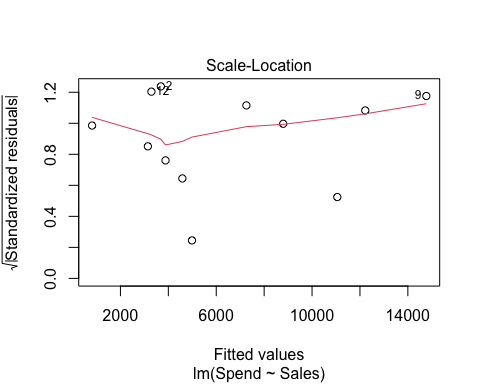 Scale-Location
√|Standardized residuals|
0.0
0.4
0.8
1.2
12
2
9
2000
6000
10000
14000
Fitted values
lm(Spend ~ Sales)